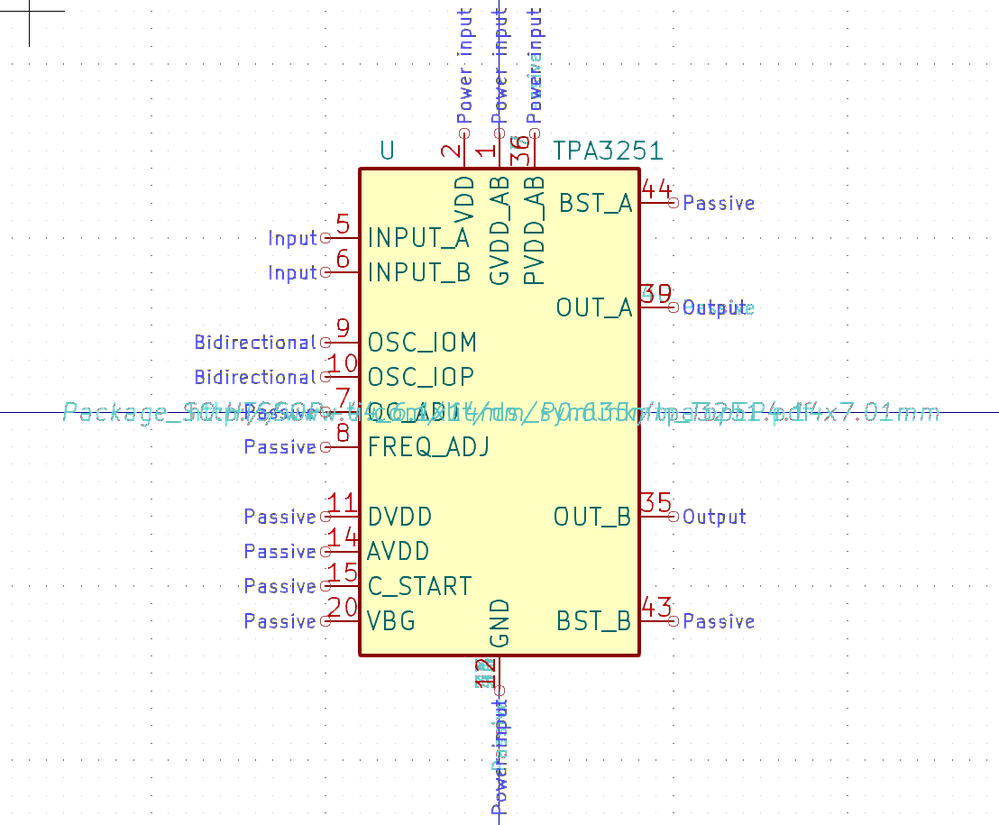 Power input
Power input
Power input
U
TPA3251
2
1
36
VDD
GVDD_AB
PVDD_AB
BST_A
44
Passive
Input
5
INPUT_A
Input
6
INPUT_B
OUT_A
39
Output
Bidirectional
9
OSC_IOM
Bidirectional
10
OSC_IOP
Passive
7
OC_ADJ
Passive
8
FREQ_ADJ
Passive
11
DVDD
OUT_B
35
Output
Passive
14
AVDD
Passive
15
C_START
Passive
20
VBG
GND
BST_B
43
Passive
12
Power input